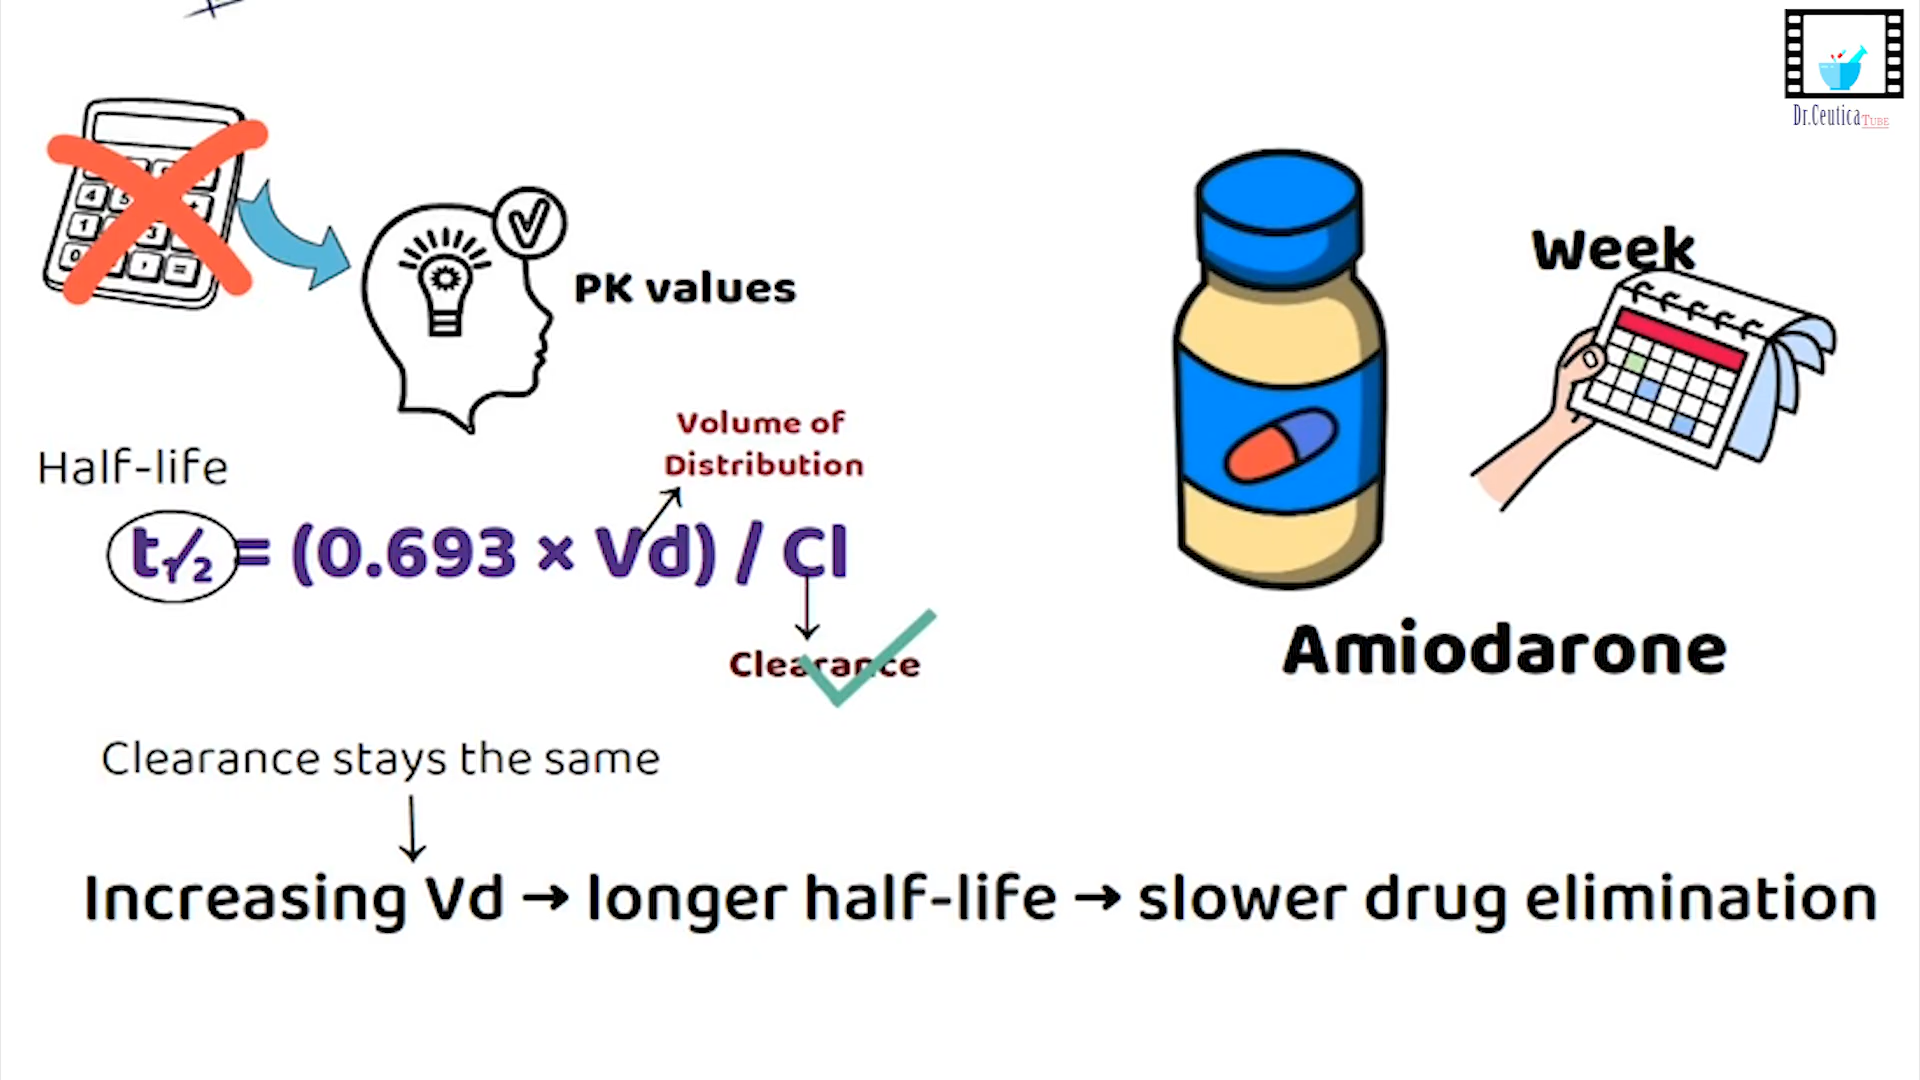 Dr.Ceutica TUBE
Week
PK values
Volume of
Distribution
Half-life
t1/2 = (0.693 × Vd) / Cl
Clearance
Amiodarone
Clearance stays the same
Increasing Vd → longer half-life → slower drug elimination